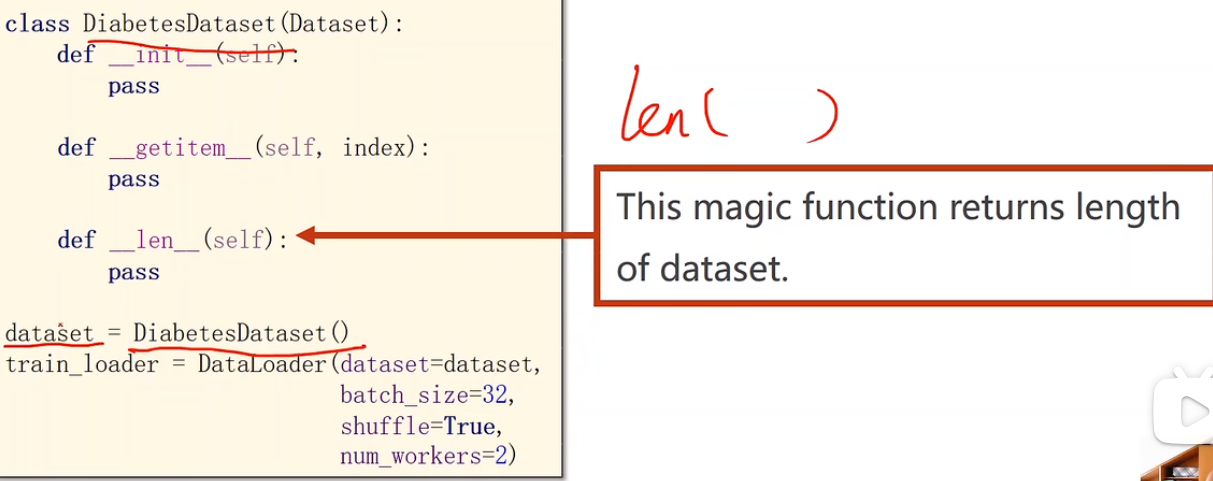 class DiabetesDataset(Dataset):
    def __init__(self):
        pass

    def __getitem__(self, index):
        pass

    def __len__(self):
        pass

dataset = DiabetesDataset()
train_loader = DataLoader(dataset=dataset,
                          batch_size=32,
                          shuffle=True,
                          num_workers=2)
len( )
This magic function returns length
of dataset.